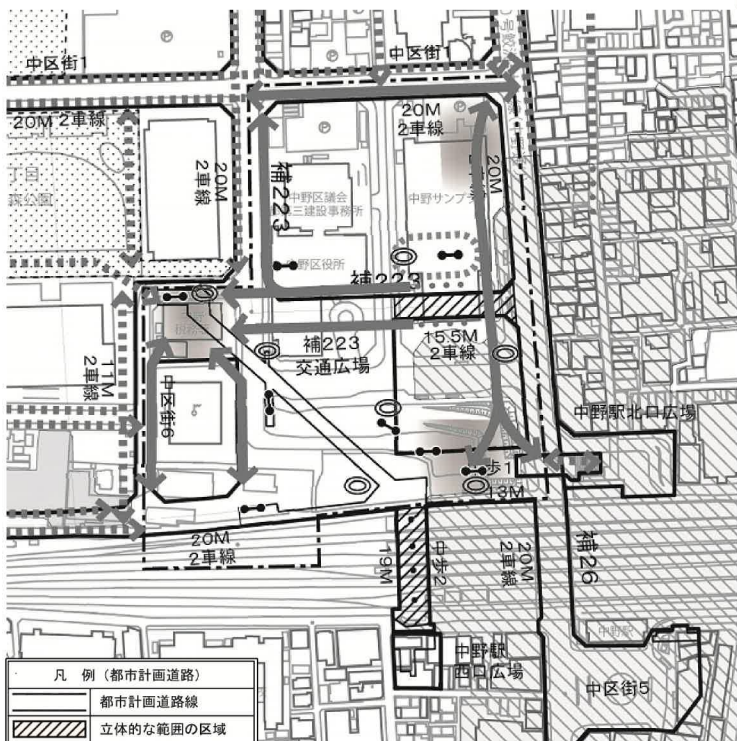 中区街1
中区街1
20M 2車線
20M
2車線
20M
2車線
20M
補223
中野区議会
三建設事務所
中野サンプラ
中野区役所
補223
補223
交通広場
15.5M
2車線
11M
2車線
中区街6
中野駅北口広場
歩1
13M
20M
2車線
19M
中歩2
20M
2車線
補26
中野駅
西口広場
中野駅
中区街5
凡 例 (都市計画道路)
都市計画道路線
立体的な範囲の区域